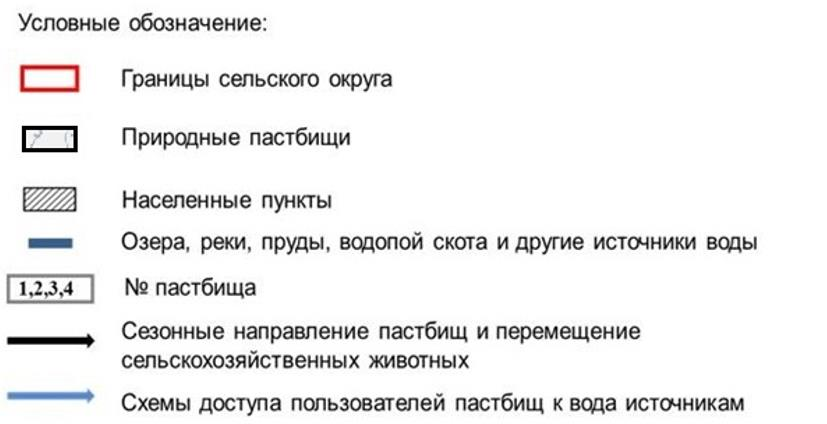 Условные обозначение:
Границы сельского округа
Природные пастбищи
Населенные пункты
Озера, реки, пруды, водопой скота и другие источники воды
1,2,3,4 № пастбища
Сезонные направление пастбищ и перемещение
сельскохозяйственных животных
Схемы доступа пользователей пастбищ к вода источникам